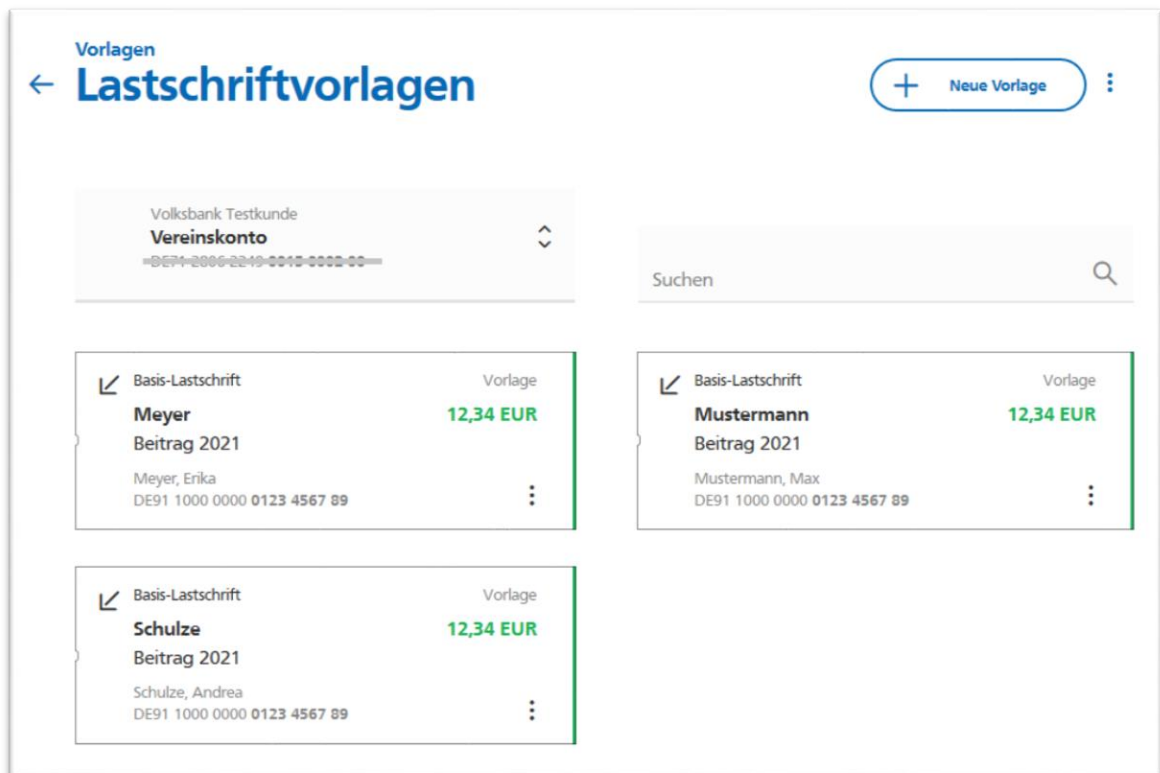 Vorlagen
Lastschriftvorlagen
Neue Vorlage
Volksbank Testkunde
Vereinskonto
Suchen
Basis-Lastschrift Vorlage
Meyer 12,34 EUR
Beitrag 2021
Meyer, Erika
DE91 1000 0000 0123 4567 89
Basis-Lastschrift Vorlage
Mustermann 12,34 EUR
Beitrag 2021
Mustermann, Max
DE91 1000 0000 0123 4567 89
Basis-Lastschrift Vorlage
Schulze 12,34 EUR
Beitrag 2021
Schulze, Andrea
DE91 1000 0000 0123 4567 89